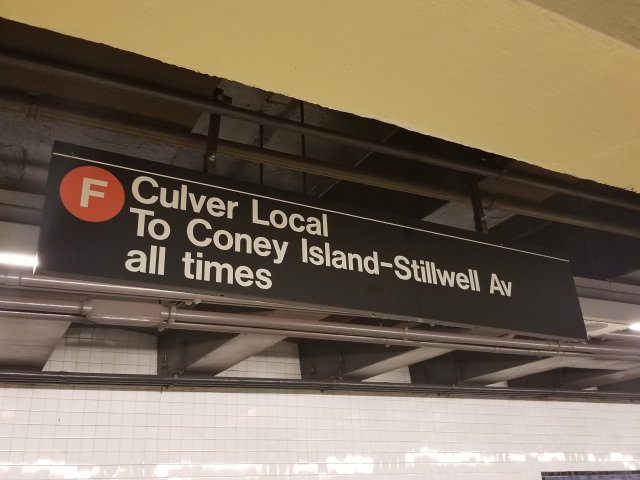 F Culver Local
To Coney Island-Stillwell Av
all times